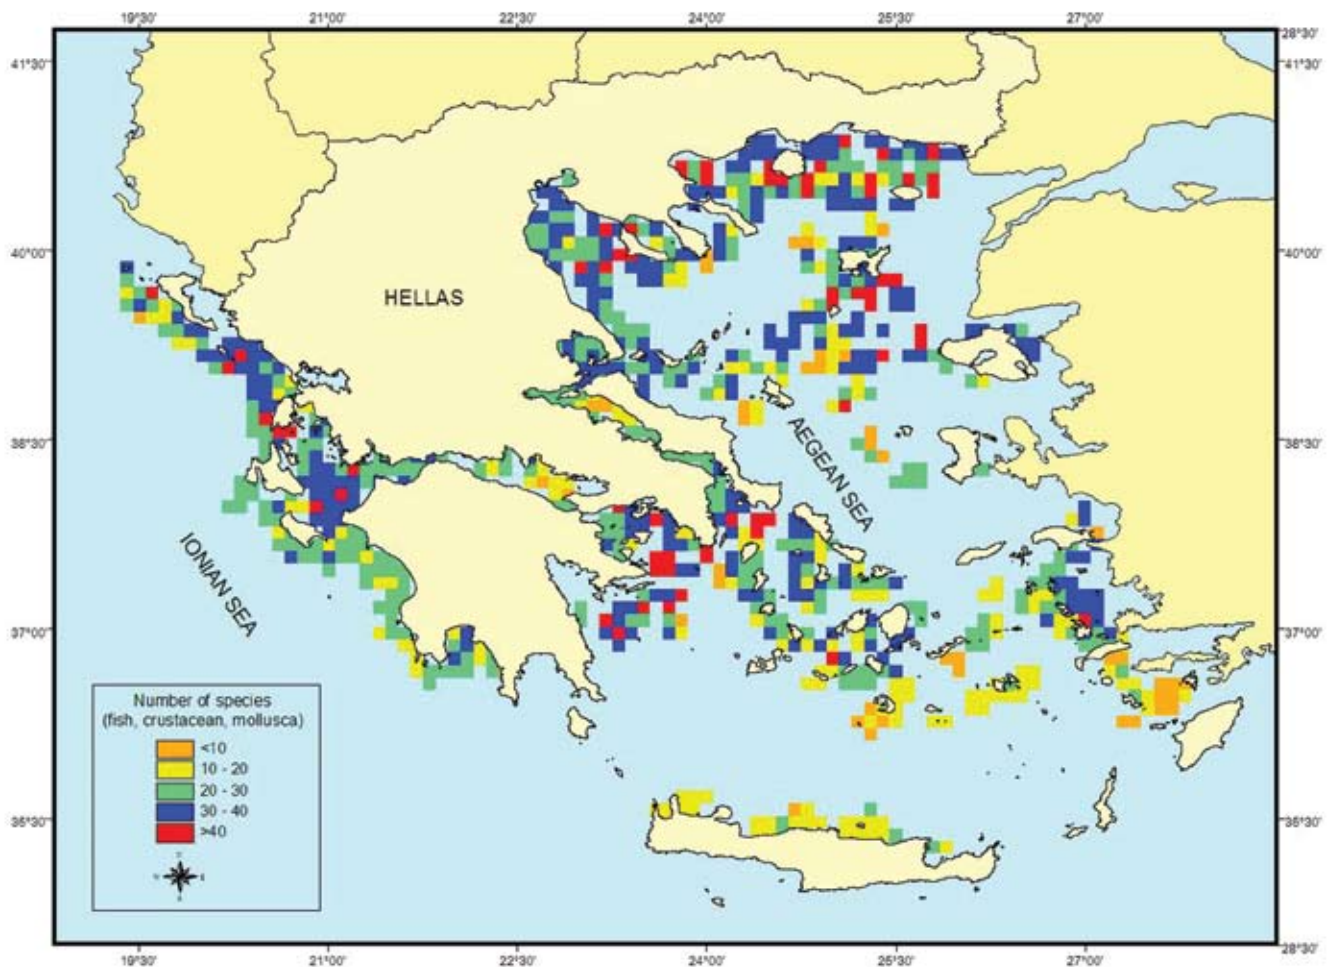 19°30' 21°00' 22°30' 24°00' 25°30' 27°00'
28°30'
41°30' 41°30'
40°00' 40°00'
HELLAS
38°30' 38°30'
AEGEAN SEA
IONIAN SEA
37°00' 37°00'
Number of species
(fish, crustacean, mollusca)
<10
10 - 20
20 - 30
30 - 40
>40
35°30' 35°30'
28°30'
19°30' 21°00' 22°30' 24°00' 25°30' 27°00'